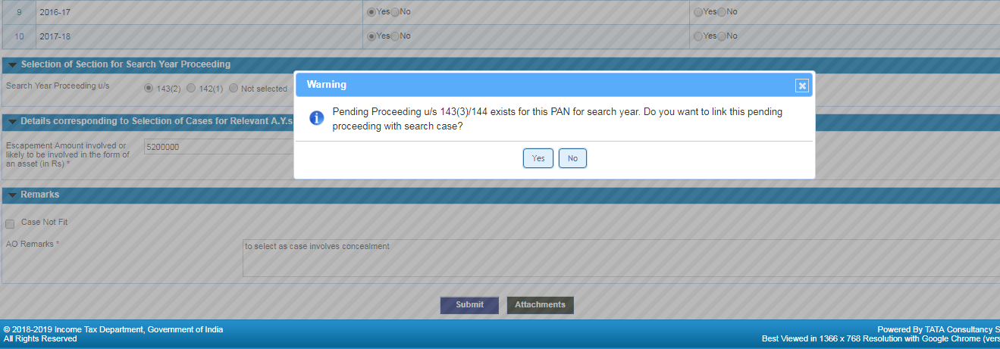 9 2016-17 Yes No Yes No
10 2017-18 Yes No Yes No
Selection of Section for Search Year Proceeding
Search Year Proceeding u/s 143(2) 142(1) Not selected
Warning
Pending Proceeding u/s 143(3)/144 exists for this PAN for search year. Do you want to link this pending
proceeding with search case?
Yes No
Details corresponding to Selection of Cases for Relevant A.Y.s
Escapement Amount involved or
likely to be involved in the form of
an asset (in Rs) *
5200000
Remarks
Case Not Fit
AO Remarks *
to select as case involves concealment
Submit Attachments
© 2018-2019 Income Tax Department, Government of India
All Rights Reserved
Powered By TATA Consultancy S
Best Viewed in 1366 x 768 Resolution with Google Chrome (vers